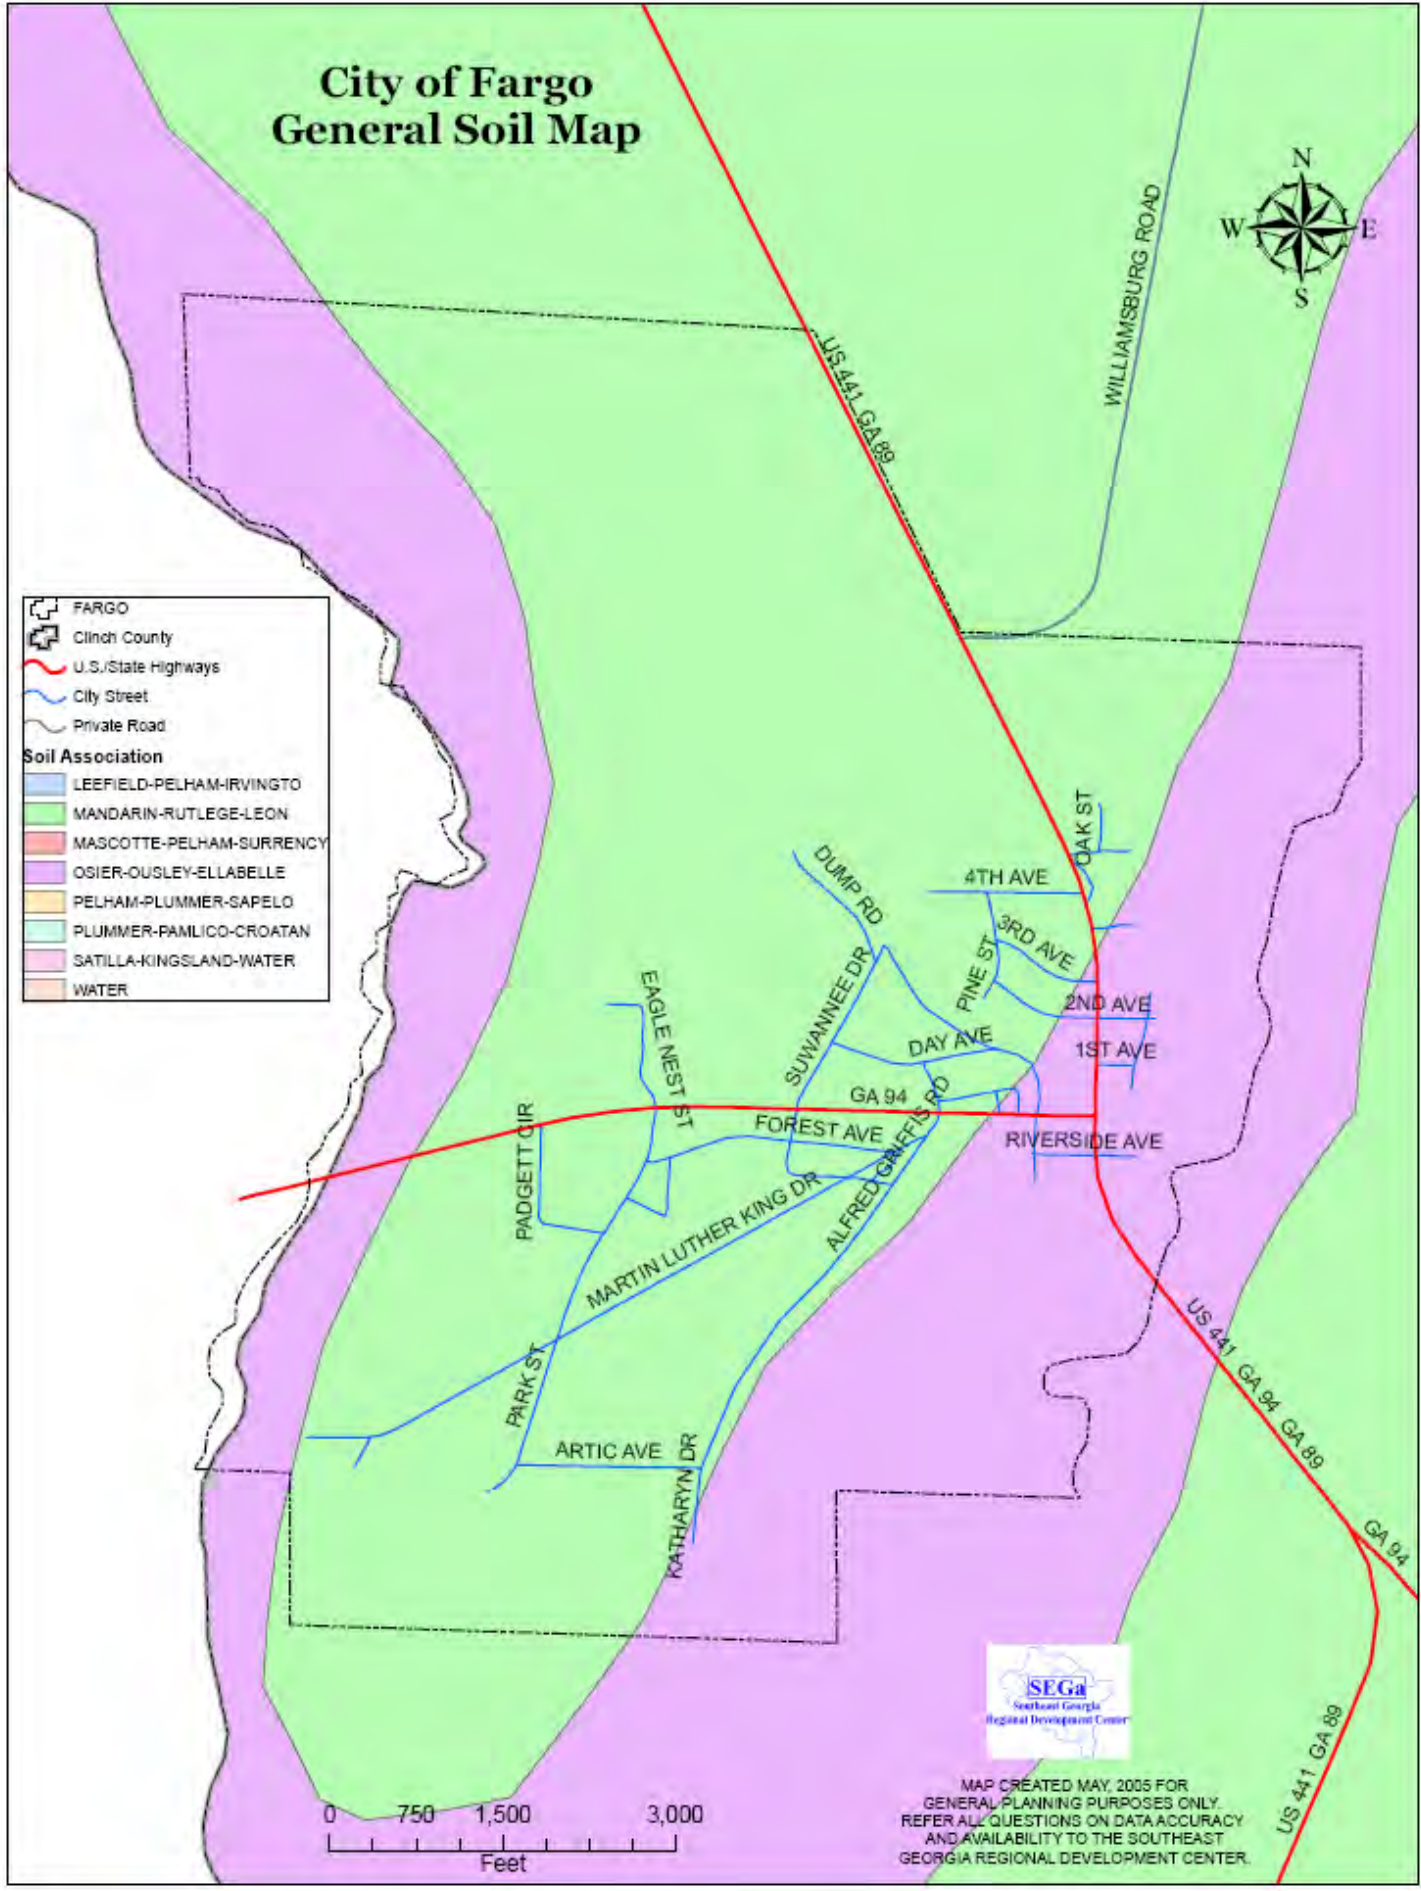 City of Fargo
General Soil Map
N
W
E
S
WILLIAMSBURG ROAD
US 441 GA 89
FARGO
Clinch County
U.S./State Highways
City Street
Private Road
Soil Association
LEEFIELD-PELHAM-IRVINGTO
MANDARIN-RUTLEGE-LEON
MASCOTTE-PELHAM-SURRENCY
OSIER-OUSLEY-ELLABELLE
PELHAM-PLUMMER-SAPELO
PLUMMER-PAMLICO-CROATAN
SATILLA-KINGSLAND-WATER
WATER
OAK ST
DUMP RD
4TH AVE
3RD AVE
PINE ST
2ND AVE
SUWANNEE DR
EAGLE NEST ST
DAY AVE
1ST AVE
GA 94
FOREST AVE
RIVERSIDE AVE
PADGETT CIR
ALFRED GRIFFIS RD
MARTIN LUTHER KING DR
PARK ST
ARTIC AVE
KATHARYN DR
US 441 GA 94 GA 89
GA 94
US 441 GA 89
SEGa
Southeast Georgia
Regional Development Center
MAP CREATED MAY, 2005 FOR
GENERAL PLANNING PURPOSES ONLY.
REFER ALL QUESTIONS ON DATA ACCURACY
AND AVAILABILITY TO THE SOUTHEAST
GEORGIA REGIONAL DEVELOPMENT CENTER.
0 750 1,500 3,000
Feet